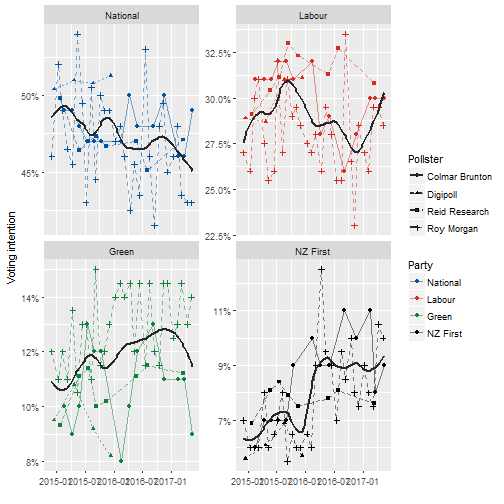 National
Labour
50%
45%
32.5%
30.0%
27.5%
25.0%
22.5%
Voting intention
Green
NZ First
14%
12%
10%
8%
11%
9%
7%
2017-01
2017-01
Pollster
Colmar Brunton
Digipoll
Reid Research
Roy Morgan
Party
National
Labour
Green
NZ First